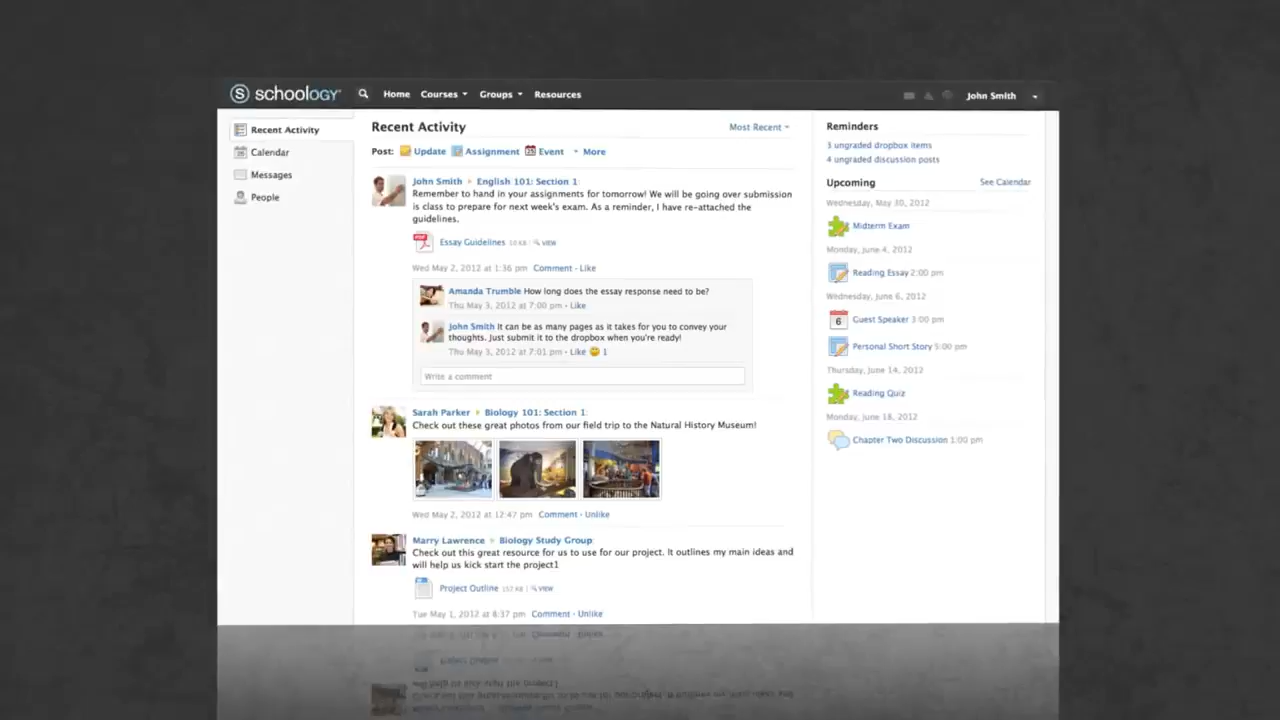 schoology Home Courses Groups Resources John Smith
Recent Activity
Calendar
Messages
People
Recent Activity Most Recent
Post: Update Assignment Event More
John Smith English 101: Section 1:
Remember to hand in your assignments for tomorrow! We will be going over submission
is class to prepare for next week's exam. As a reminder, I have re-attached the
guidelines.
Essay Guidelines 10 KB VIEW
Wed May 2, 2012 at 1:36 pm Comment · Like
Amanda Trumble How long does the essay response need to be?
Thu May 3, 2012 at 7:00 pm · Like
John Smith It can be as many pages as it takes for you to convey your
thoughts. Just submit it to the dropbox when you're ready!
Thu May 3, 2012 at 7:01 pm · Like 1
Write a comment
Sarah Parker Biology 101: Section 1:
Check out these great photos from our field trip to the Natural History Museum!
Wed May 2, 2012 at 12:47 pm Comment · Unlike
Marry Lawrence Biology Study Group:
Check out this great resource for us to use for our project. It outlines my main ideas and
will help us kick start the project1
Project Outline 157 KB VIEW
Tue May 1, 2012 at 6:37 pm Comment · Unlike
Reminders
3 ungraded dropbox items
4 ungraded discussion posts
Upcoming See Calendar
Wednesday, May 30, 2012
Midterm Exam
Monday, June 4, 2012
Reading Essay 2:00 pm
Wednesday, June 6, 2012
6 Guest Speaker 3:00 pm
Personal Short Story 5:00 pm
Thursday, June 14, 2012
Reading Quiz
Monday, June 18, 2012
Chapter Two Discussion 1:00 pm